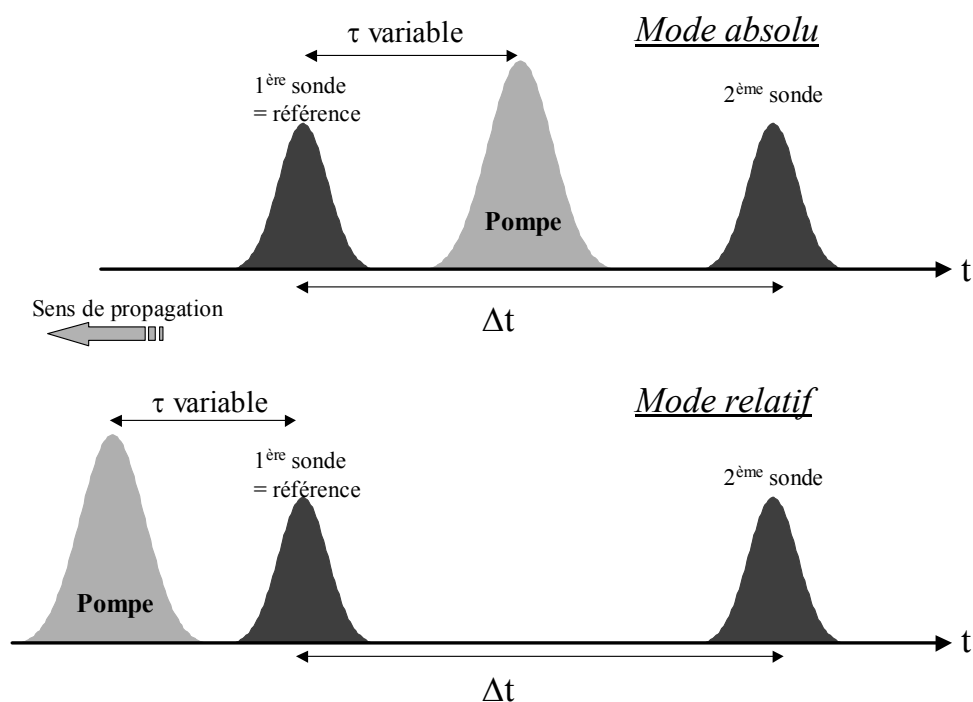 Mode absolu
τ variable
1ère sonde
= référence
2ème sonde
Pompe
t
Δt
Sens de propagation
Mode relatif
τ variable
1ère sonde
= référence
2ème sonde
Pompe
t
Δt